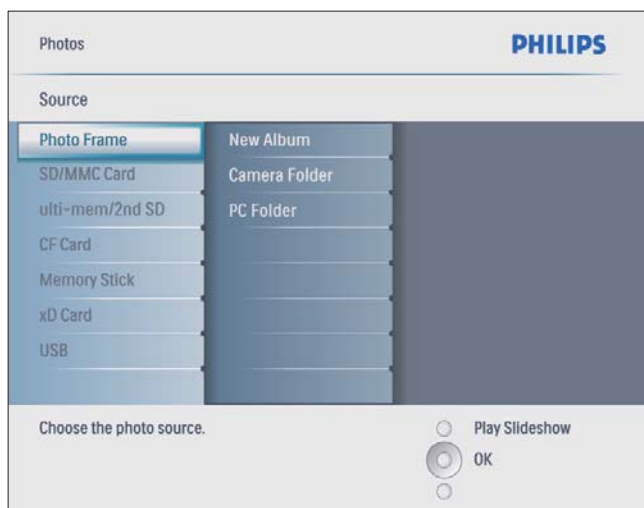 Photos
PHILIPS
Source
Photo Frame
New Album
SD/MMC Card
Camera Folder
ulti-mem/2nd SD
PC Folder
CF Card
Memory Stick
xD Card
USB
Choose the photo source.
Play Slideshow
OK